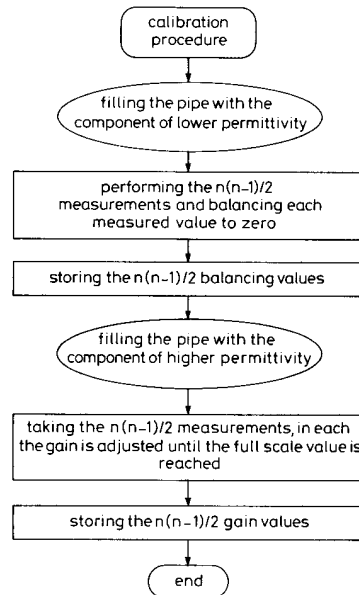 calibration
procedure
filling the pipe with the
component of lower permittivity
performing the n(n–1)/2
measurements and balancing each
measured value to zero
storing the n(n–1)/2 balancing values
filling the pipe with the
component of higher permittivity
taking the n(n–1)/2 measurements, in each
the gain is adjusted until the full scale value is
reached
storing the n(n–1)/2 gain values
end